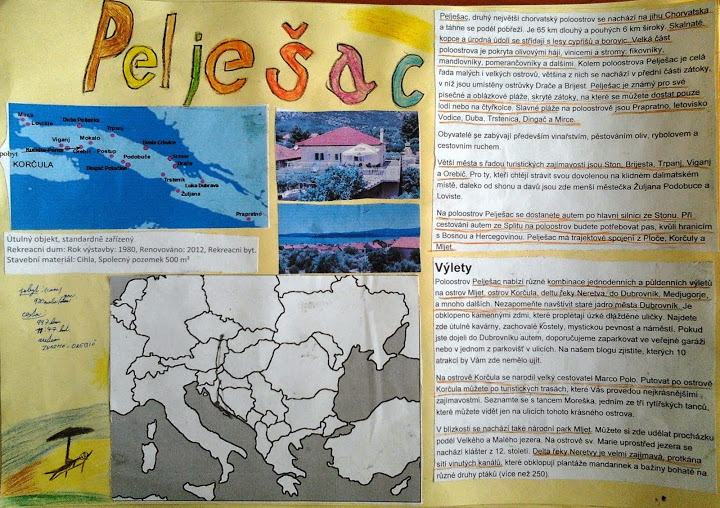 Pelješac
Duba Pelješka
Lovište
Trpanj
Viganj
Mokalo
pobyt
Kučište-Perna
Orebić
Postup
KORČULA
Podobuče
Drače
Trstenik
Luka Dubrava
Žuljana
Prapratno
Útulný objekt, standardně zařízený
Rekreacni dum: Rok výstavby: 1980, Renovováno: 2012, Rekreacni byt.
Stavební materiál: Cihla, Spolecný pozemek 500 m²
Pelješac, druhý největší chorvatský poloostrov se nachází na jihu Chorvatska
a táhne se podél pobřeží. Je 65 km dlouhý a pouhých 6 km široký. Skalnaté
kopce a úrodná údolí se střídají s lesy cypřišů a borovic. Velká část
poloostrova je pokryta olivovými háji, vinicemi a stromy, fikovníky,
mandlovníky, pomerančovníky a dalšími. Kolem poloostrova Pelješac je celá
řada malých i velkých ostrovů, většina z nich se nachází v přední části zátoky,
v níž jsou umístěny ostrůvky Drače a Brijest. Pelješac je známý pro své
písečné a oblázkové pláže, skryté zátoky, na které se můžete dostat pouze
lodí nebo na čtyřkolce. Slavné pláže na poloostrově jsou Prapratno, letovisko
Vodice, Duba, Trstenica, Dingač a Mirce.
Obyvatelé se zabývají především vinařstvím, pěstováním oliv, rybolovem a
cestovním ruchem.
Větší města s řadou turistických zajímavostí jsou Ston, Brijesta, Trpanj, Viganj
a Orebič. Pro ty, kteří chtějí strávit svou dovolenou na klidném dalmatském
místě, daleko od shonu a davů jsou zde menší městečka Žuljana Podobuce a
Loviste.
Na poloostrov Pelješac se dostanete autem po hlavní silnici ze Stonu. Při
cestování autem ze Splitu na poloostrov budete potřebovat pas, kvůli hranicím
s Bosnou a Hercegovinou. Pelješac má trajektové spojení z Ploče, Korčuly a
Mljet.
Výlety
Poloostrov Pelješac nabízí různé kombinace jednodenních a půldenních výletů
na ostrov Mljet, ostrov Korčula, deltu řeky Neretva, do Dubrovník, Medjugorje,
a mnoho dalších. Nezapomeňte navštívit staré jádro města Dubrovník. Je
obklopeno kamennými zdmi, které proplétají úzké dlážděné uličky. Najdete
zde útulné kavárny, zachovalé kostely, mystickou pevnost a náměstí. Pokud
jste dojeli do Dubrovníku autem, doporučujeme zaparkovat ve veřejné garáži
nebo v jednom z parkovišť v ulicích. Na našem blogu zjistíte, kterých 10
atrakcí by Vám zde nemělo ujít.
Na ostrově Korčula se narodil velký cestovatel Marco Polo. Putovat po ostrově
Korčula můžete po turistických trasách, které Vás provedou nejkrásnějšími
zajímavostmi. Seznamte se s tancem Moreška, jedním ze tří rytířských tanců,
které můžete vidět jen na ulicích tohoto krásného ostrova.
V blízkosti se nachází také národní park Mljet. Můžete si zde udělat procházku
podél Velkého a Malého jezera. Na ostrově sv. Marie uprostřed jezera se
nachází klášter z 12. století. Delta řeky Neretvy je velmi zajímavá, protkána
sítí vinutých kanálů, které obklopují plantáže mandarinek a bažiny bohaté na
různé druhy ptáků (více než 250).